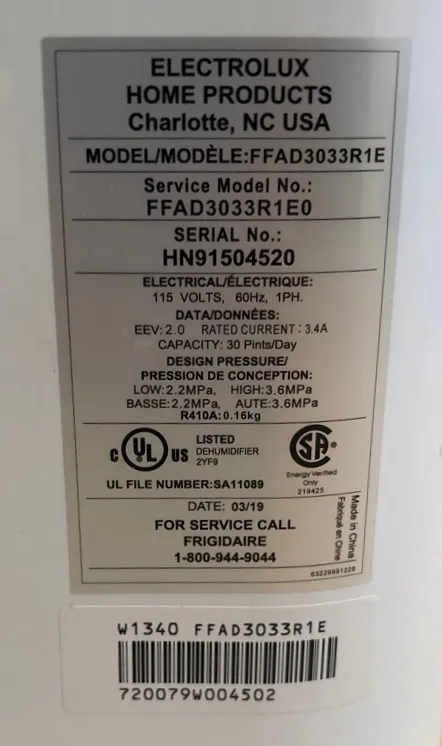 ELECTROLUX
HOME PRODUCTS
Charlotte, NC USA
MODEL/MODÈLE:FFAD3033R1E
Service Model No.:
FFAD3033R1E0
SERIAL No.:
HN91504520
ELECTRICAL/ÉLECTRIQUE:
115 VOLTS, 60Hz, 1PH.
DATA/DONNÉES:
EEV: 2.0 RATED CURRENT: 3.4A
CAPACITY: 30 Pints/Day
DESIGN PRESSURE/
PRESSION DE CONCEPTION:
LOW:2.2MPa, HIGH:3.6MPa
BASSE:2.2MPa, AUTE:3.6MPa
R410A:0.16kg
C UL US
LISTED
DEHUMIDIFIER
2YF9
SA
Energy Verified
Only
219425
UL FILE NUMBER:SA11089
DATE: 03/19
FOR SERVICE CALL
FRIGIDAIRE
1-800-944-9044
Made in China
Fabriqué en Chine
63229991228
W1340 FFAD3033R1E
720079W004502